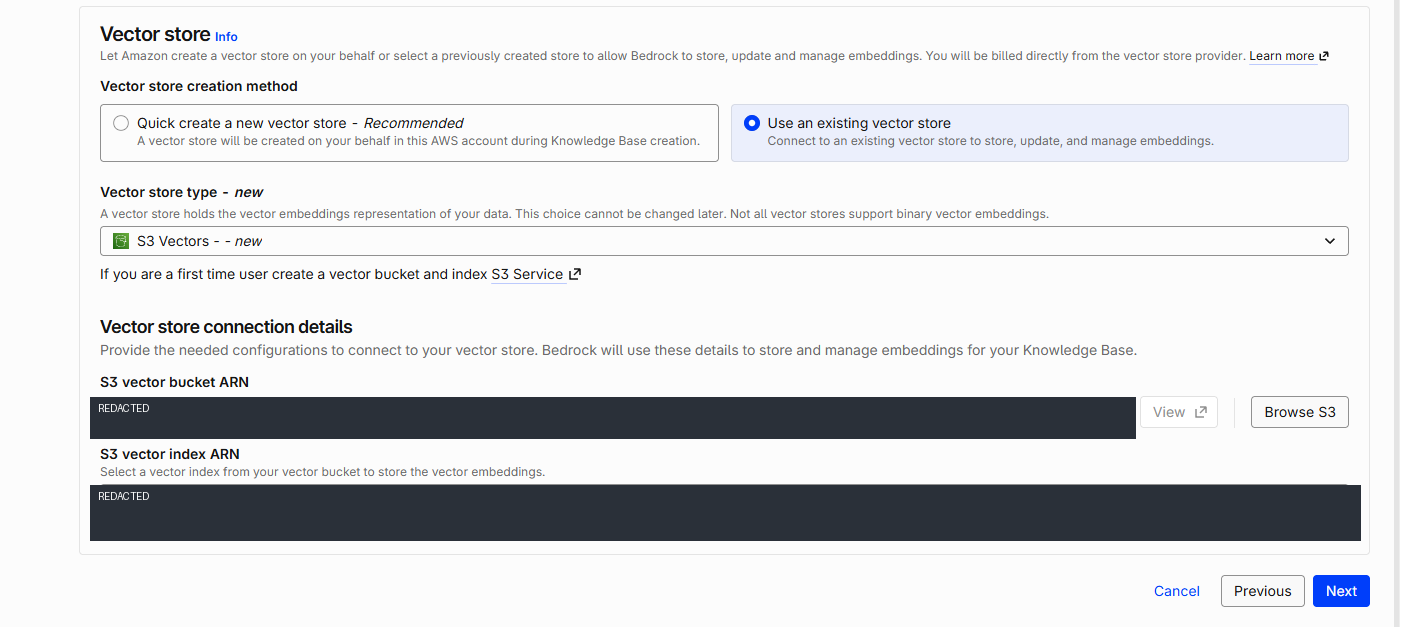 Vector store Info
Let Amazon create a vector store on your behalf or select a previously created store to allow Bedrock to store, update and manage embeddings. You will be billed directly from the vector store provider. Learn more
Vector store creation method
Quick create a new vector store - Recommended
A vector store will be created on your behalf in this AWS account during Knowledge Base creation.
Use an existing vector store
Connect to an existing vector store to store, update, and manage embeddings.
Vector store type - new
A vector store holds the vector embeddings representation of your data. This choice cannot be changed later. Not all vector stores support binary vector embeddings.
S3 Vectors - - new
If you are a first time user create a vector bucket and index S3 Service
Vector store connection details
Provide the needed configurations to connect to your vector store. Bedrock will use these details to store and manage embeddings for your Knowledge Base.
S3 vector bucket ARN
REDACTED
View
Browse S3
S3 vector index ARN
Select a vector index from your vector bucket to store the vector embeddings.
REDACTED
Cancel
Previous
Next